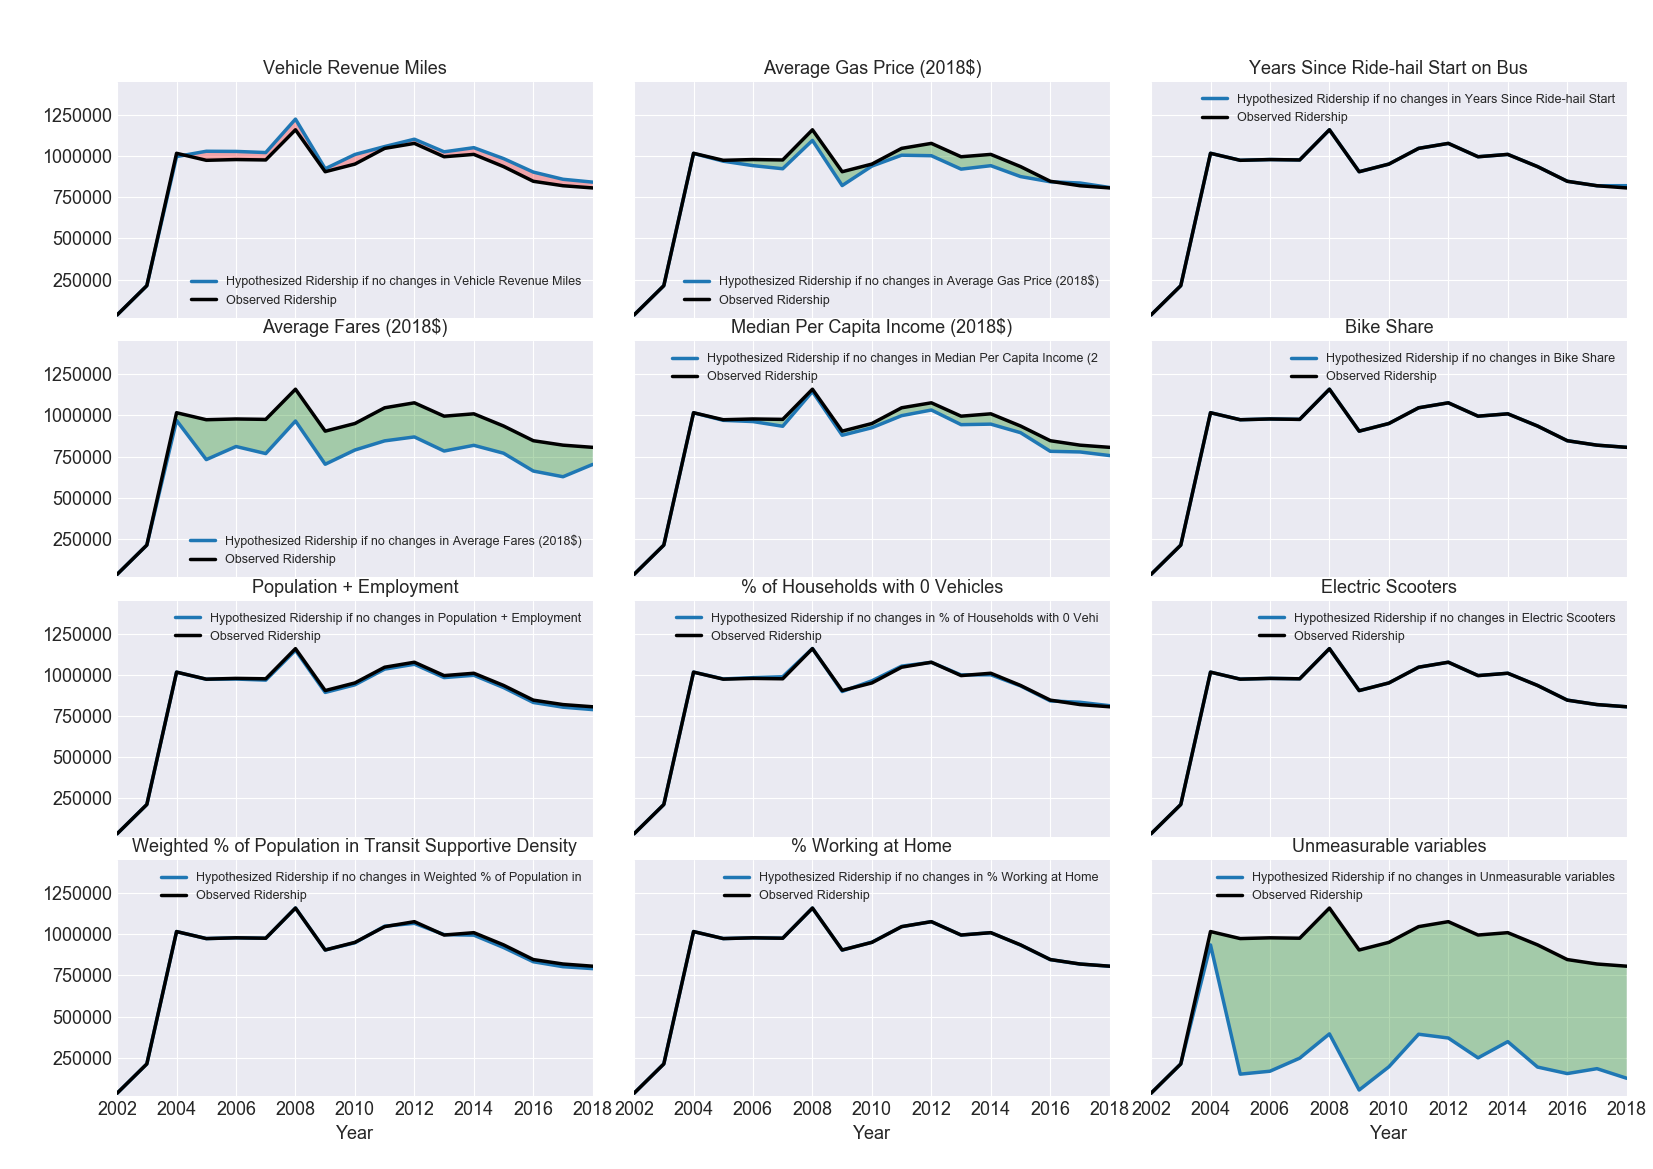 Vehicle Revenue Miles
1250000
1000000
750000
500000
250000
Hypothesized Ridership if no changes in Vehicle Revenue Miles
Observed Ridership
Average Gas Price (2018$)
Hypothesized Ridership if no changes in Average Gas Price (2018$)
Observed Ridership
Years Since Ride-hail Start on Bus
Hypothesized Ridership if no changes in Years Since Ride-hail Start
Observed Ridership
Average Fares (2018$)
1250000
1000000
750000
500000
250000
Hypothesized Ridership if no changes in Average Fares (2018$)
Observed Ridership
Median Per Capita Income (2018$)
Hypothesized Ridership if no changes in Median Per Capita Income (2
Observed Ridership
Bike Share
Hypothesized Ridership if no changes in Bike Share
Observed Ridership
Population + Employment
1250000
1000000
750000
500000
250000
Hypothesized Ridership if no changes in Population + Employment
Observed Ridership
% of Households with 0 Vehicles
Hypothesized Ridership if no changes in % of Households with 0 Vehi
Observed Ridership
Electric Scooters
Hypothesized Ridership if no changes in Electric Scooters
Observed Ridership
Weighted % of Population in Transit Supportive Density
1250000
1000000
750000
500000
250000
Hypothesized Ridership if no changes in Weighted % of Population in
Observed Ridership
2002 2004 2006 2008 2010 2012 2014 2016 2018
Year
% Working at Home
Hypothesized Ridership if no changes in % Working at Home
Observed Ridership
2002 2004 2006 2008 2010 2012 2014 2016 2018
Year
Unmeasurable variables
Hypothesized Ridership if no changes in Unmeasurable variables
Observed Ridership
2002 2004 2006 2008 2010 2012 2014 2016 2018
Year